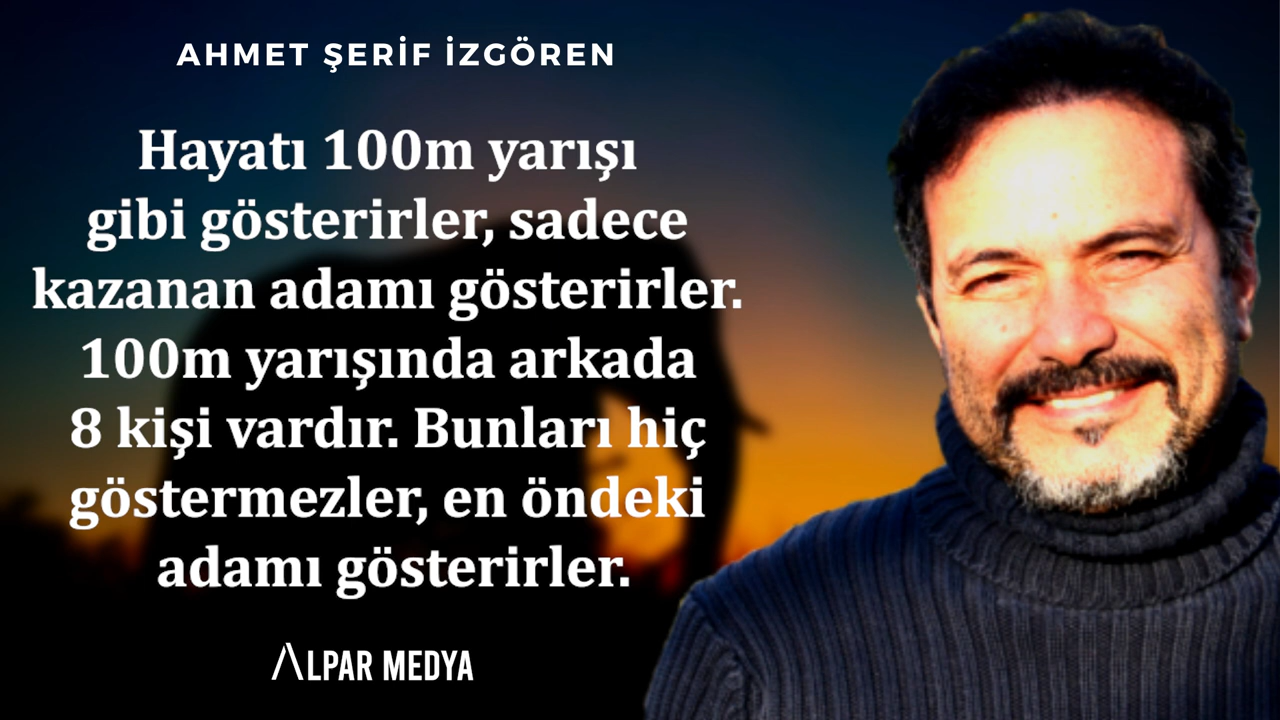 AHMET ŞERİF İZGÖREN
Hayatı 100m yarışı
gibi gösterirler, sadece
kazanan adamı gösterirler.
100m yarışında arkada
8 kişi vardır. Bunları hiç
göstermezler, en öndeki
adamı gösterirler.
ALPAR MEDYA